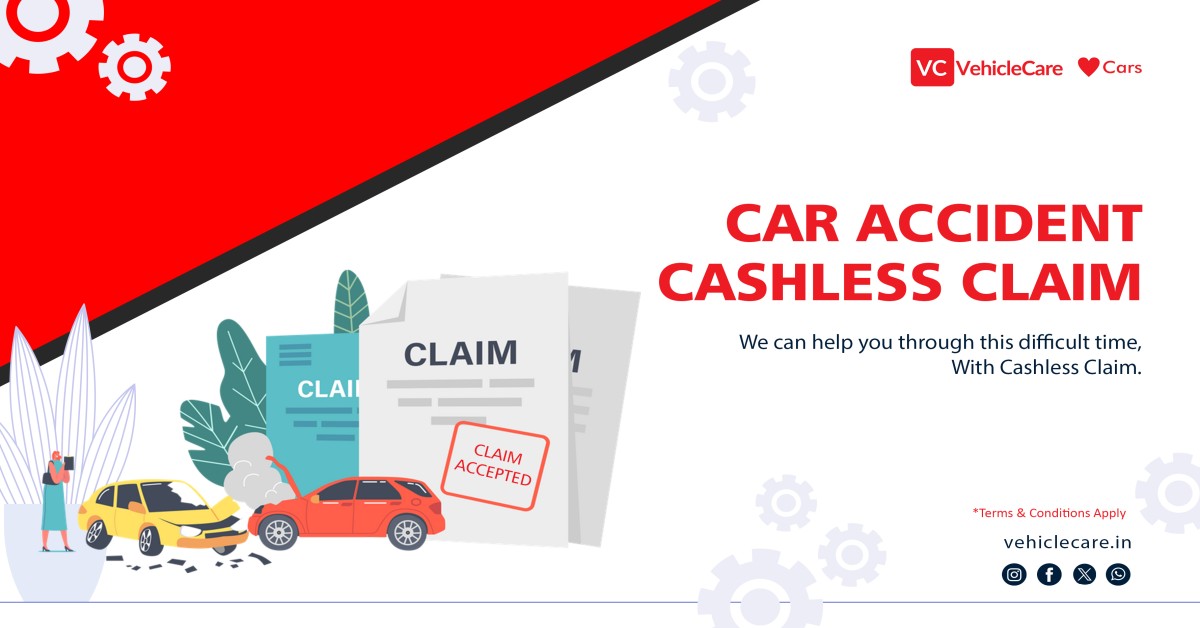 VC VehicleCare Cars
CAR ACCIDENT
CASHLESS CLAIM
We can help you through this difficult time,
With Cashless Claim.
CLAIM
CLAIM
ACCEPTED
*Terms & Conditions Apply
vehiclecare.in